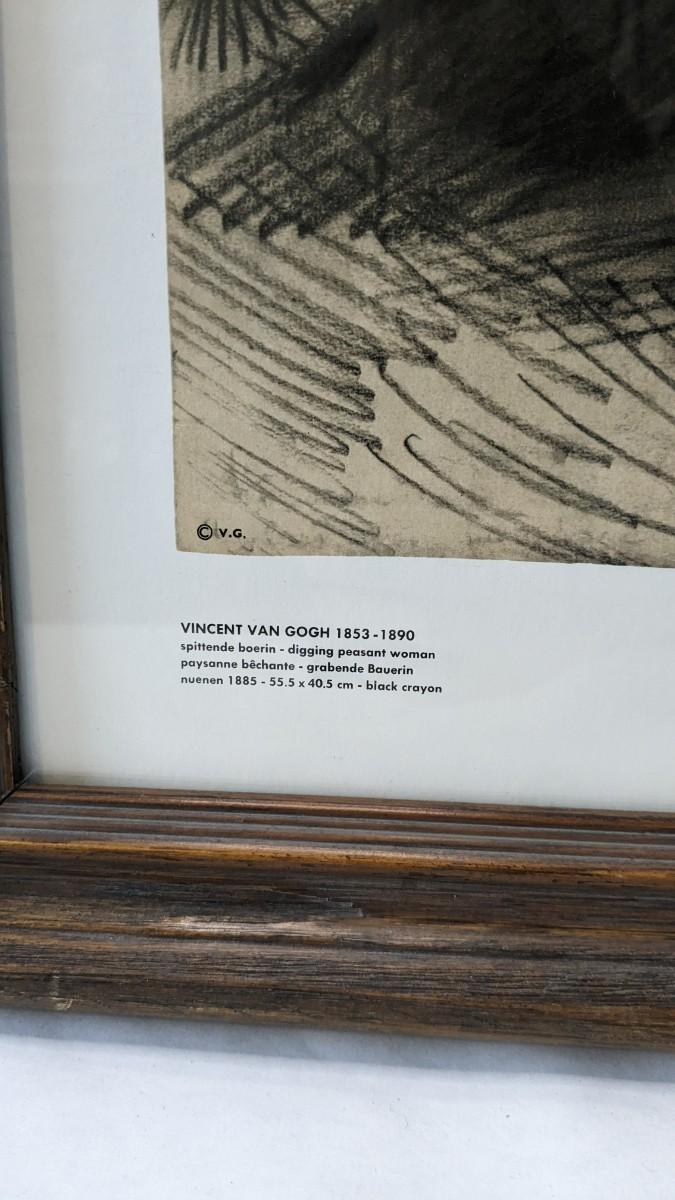 © V.G.
VINCENT VAN GOGH 1853-1890
spittende boerin - digging peasant woman
paysanne bêchante - grabende Bauerin
nuenen 1885 - 55.5 x 40.5 cm - black crayon